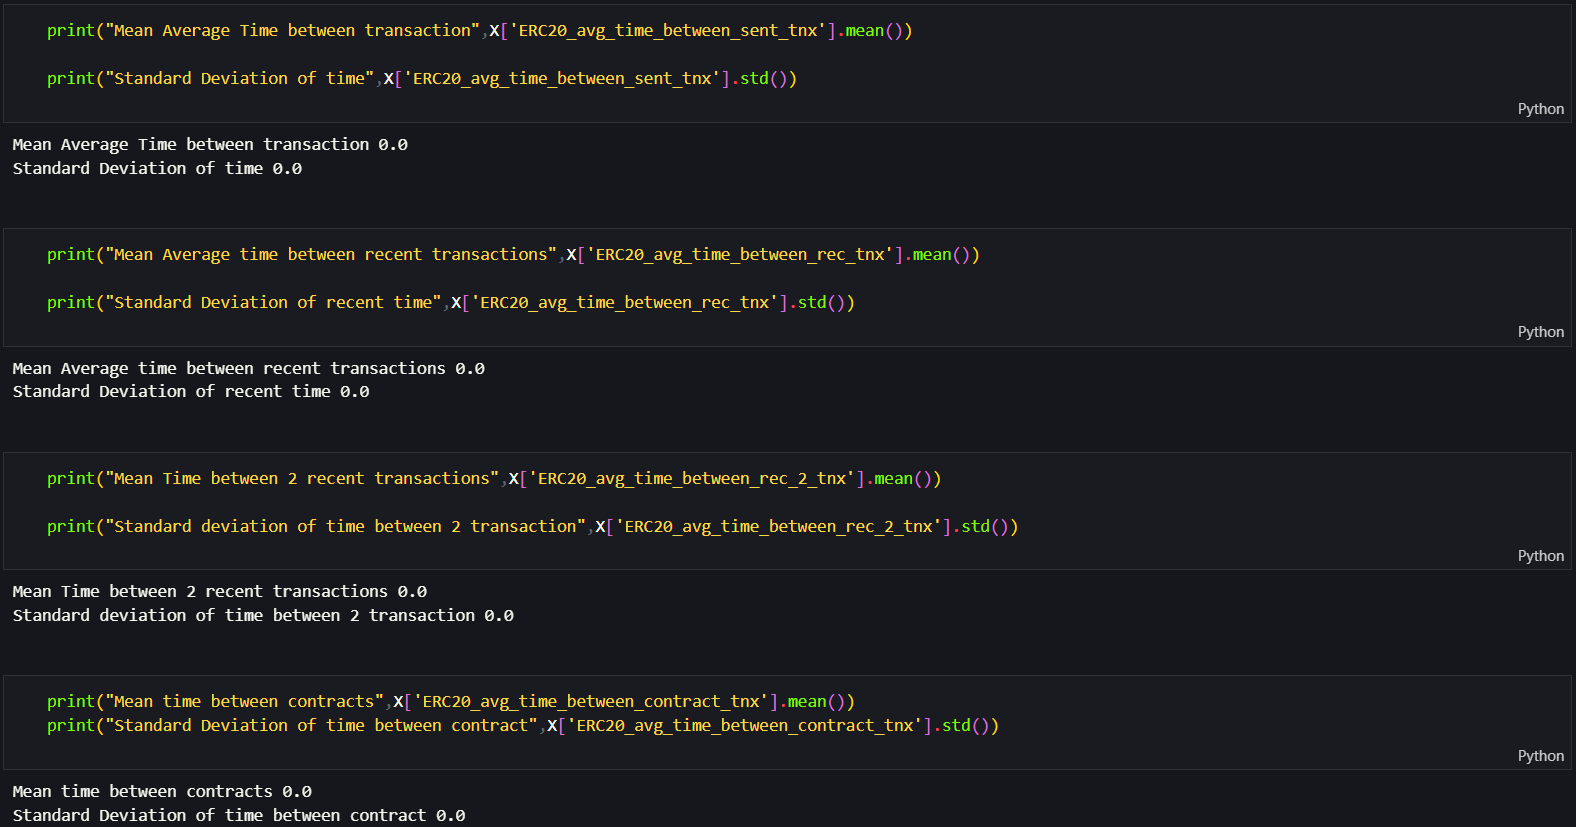 print("Mean Average Time between transaction",X['ERC20_avg_time_between_sent_tnx'].mean())
print("Standard Deviation of time",X['ERC20_avg_time_between_sent_tnx'].std())
Python
Mean Average Time between transaction 0.0
Standard Deviation of time 0.0
print("Mean Average time between recent transactions",X['ERC20_avg_time_between_rec_tnx'].mean())
print("Standard Deviation of recent time",X['ERC20_avg_time_between_rec_tnx'].std())
Python
Mean Average time between recent transactions 0.0
Standard Deviation of recent time 0.0
print("Mean Time between 2 recent transactions",X['ERC20_avg_time_between_rec_2_tnx'].mean())
print("Standard deviation of time between 2 transaction",X['ERC20_avg_time_between_rec_2_tnx'].std())
Python
Mean Time between 2 recent transactions 0.0
Standard deviation of time between 2 transaction 0.0
print("Mean time between contracts",X['ERC20_avg_time_between_contract_tnx'].mean())
print("Standard Deviation of time between contract",X['ERC20_avg_time_between_contract_tnx'].std())
Python
Mean time between contracts 0.0
Standard Deviation of time between contract 0.0